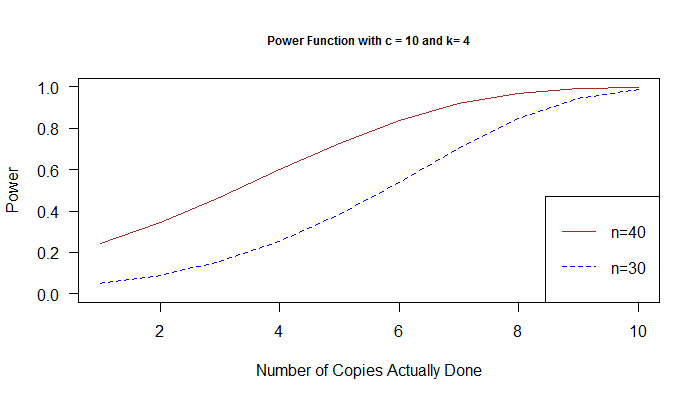 Power Function with c = 10 and k= 4
1.0
0.8
0.6
0.4
0.2
0.0
Power
n=40
n=30
2 4 6 8 10
Number of Copies Actually Done